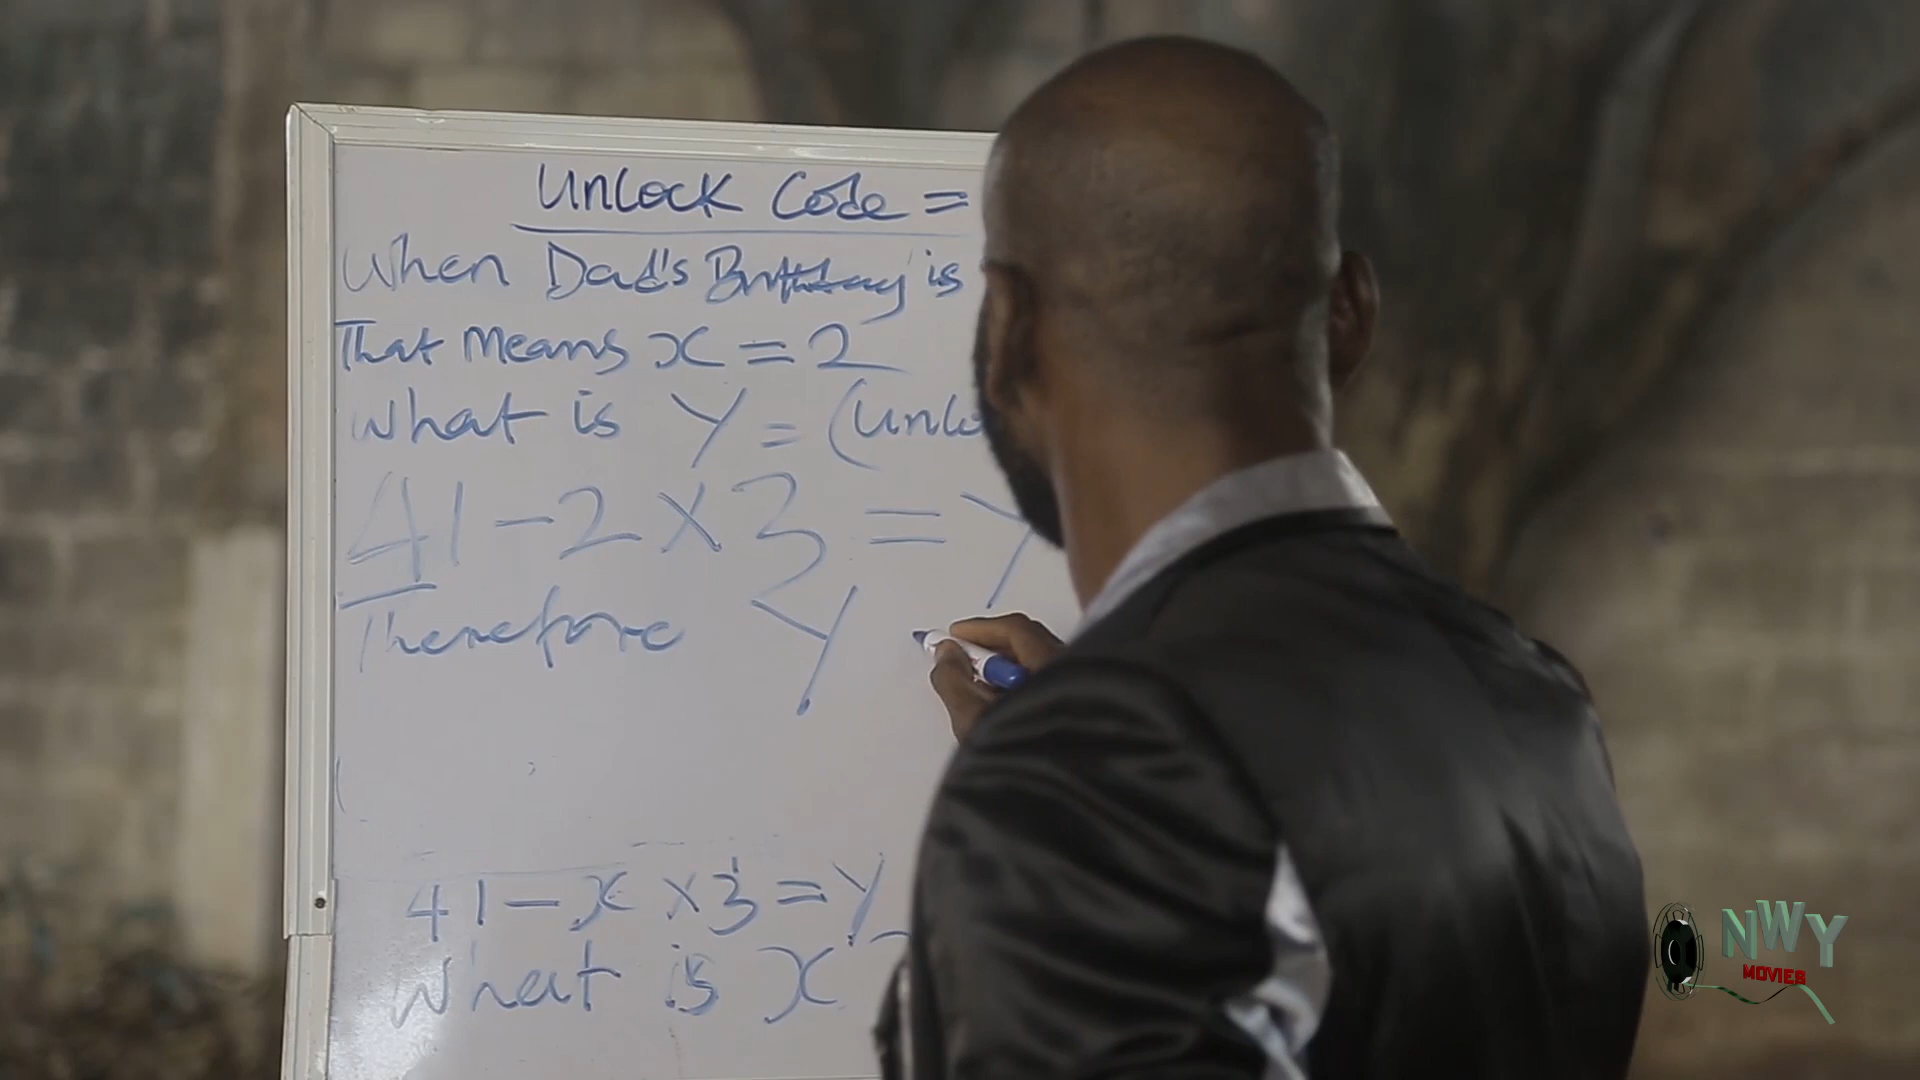 Unlock Code =
When Dad's Birthday is
That means x = 2
What is Y = (Unlo
41 - 2 x 3 = Y
Therefore Y
41 - x x 3 = Y
What is x ?
NWY
MOVIES